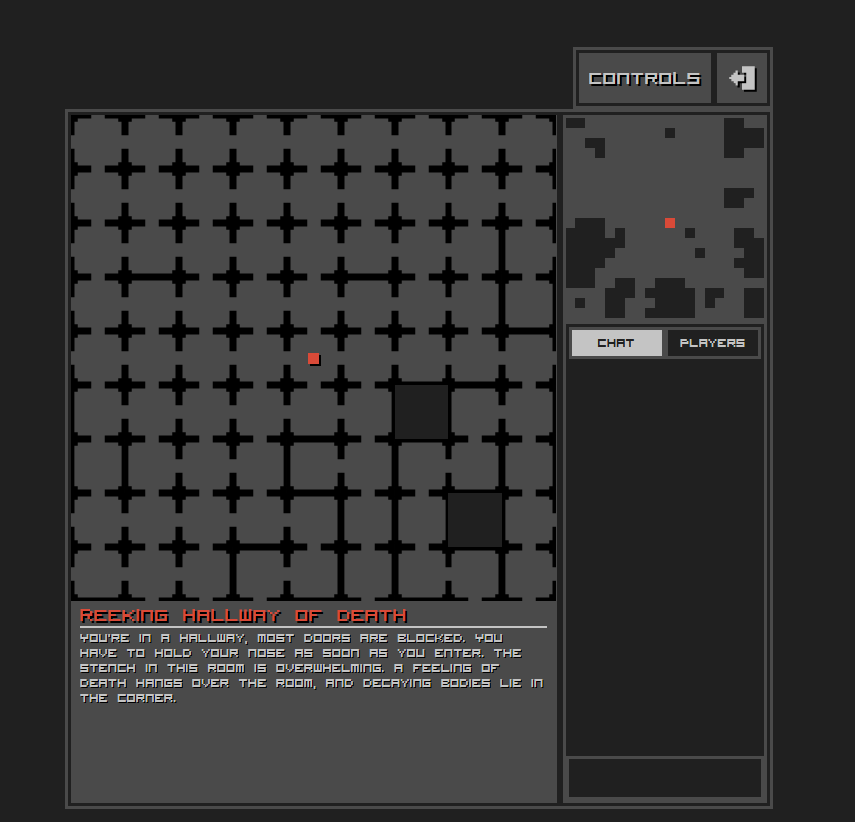 CONTROLS
CHAT
PLAYERS
REEKING HALLWAY OF DEATH
YOU'RE IN A HALLWAY, MOST DOORS ARE BLOCKED. YOU
HAVE TO HOLD YOUR NOSE AS SOON AS YOU ENTER. THE
STENCH IN THIS ROOM IS OVERWHELMING. A FEELING OF
DEATH HANGS OVER THE ROOM, AND DECAYING BODIES LIE IN
THE CORNER.